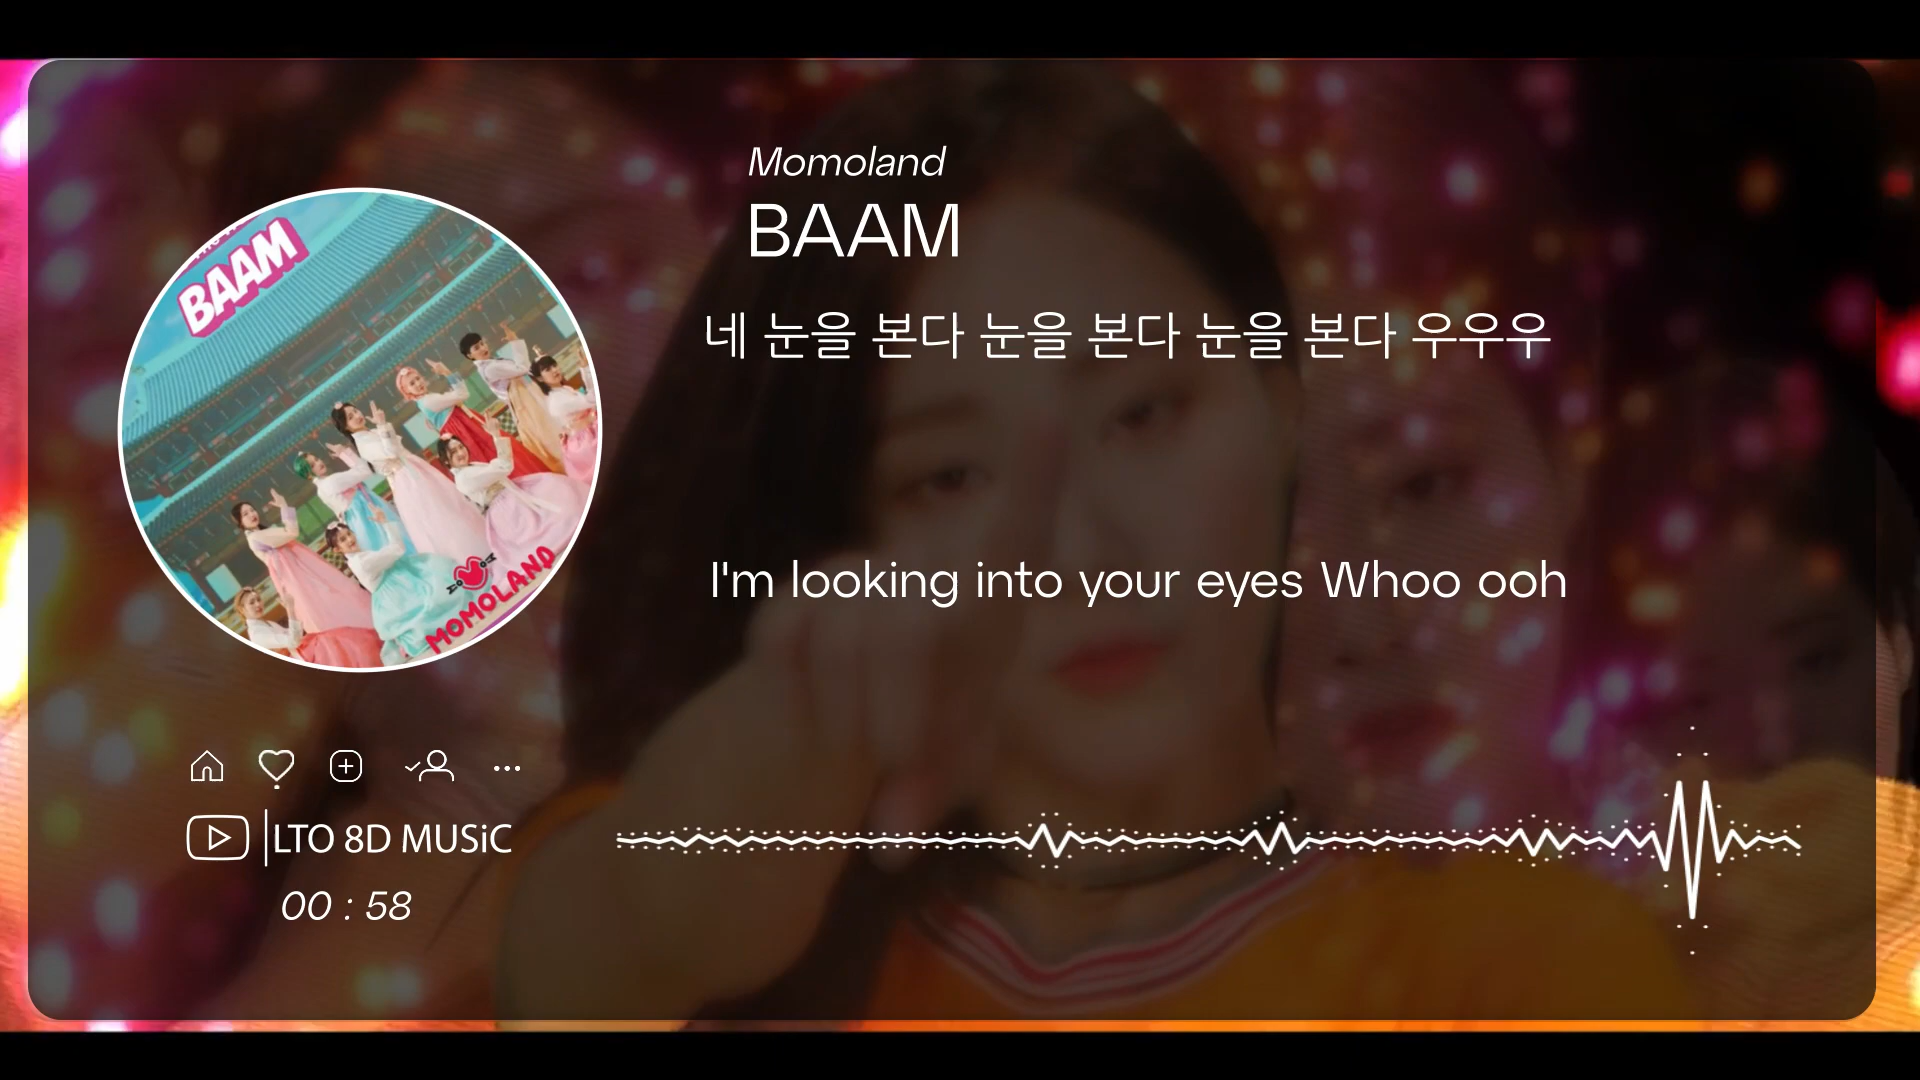 Momoland
BAAM
네 눈을 본다 눈을 본다 눈을 본다 우우우
I'm looking into your eyes Whoo ooh
BAAM
MOMOLAND
LTO 8D MUSiC
00 : 58